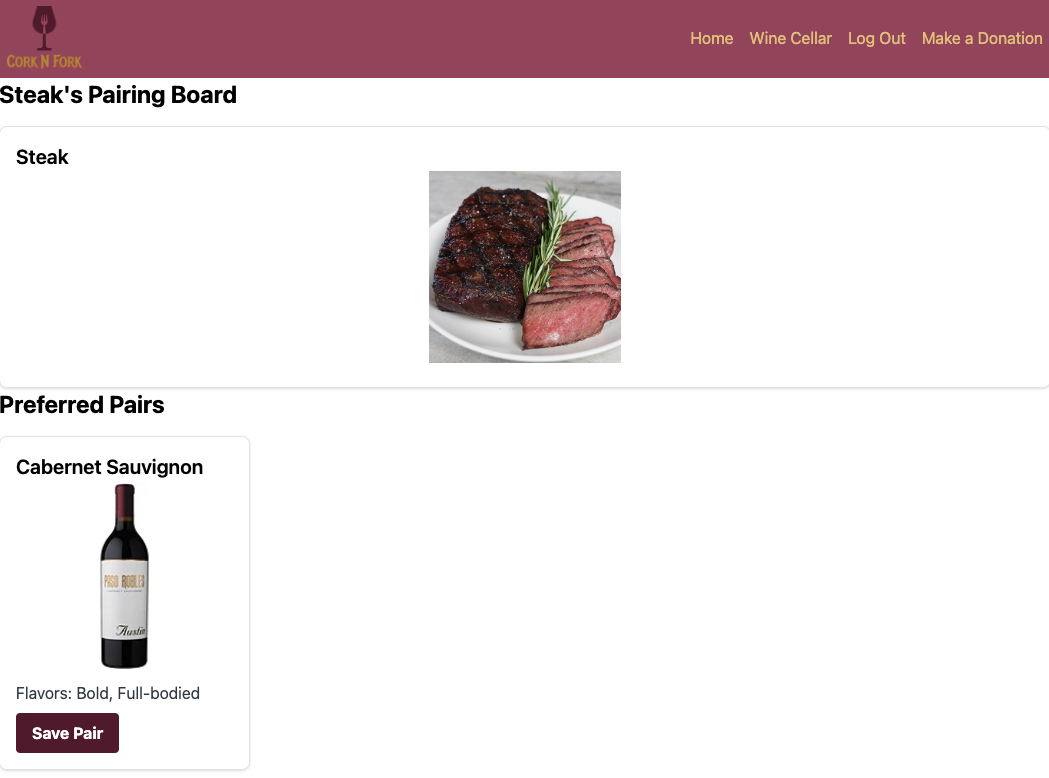 Cork N Fork
Home Wine Cellar Log Out Make a Donation
Steak's Pairing Board
Steak
Preferred Pairs
Cabernet Sauvignon
PASO ROBLES
Austin
Flavors: Bold, Full-bodied
Save Pair